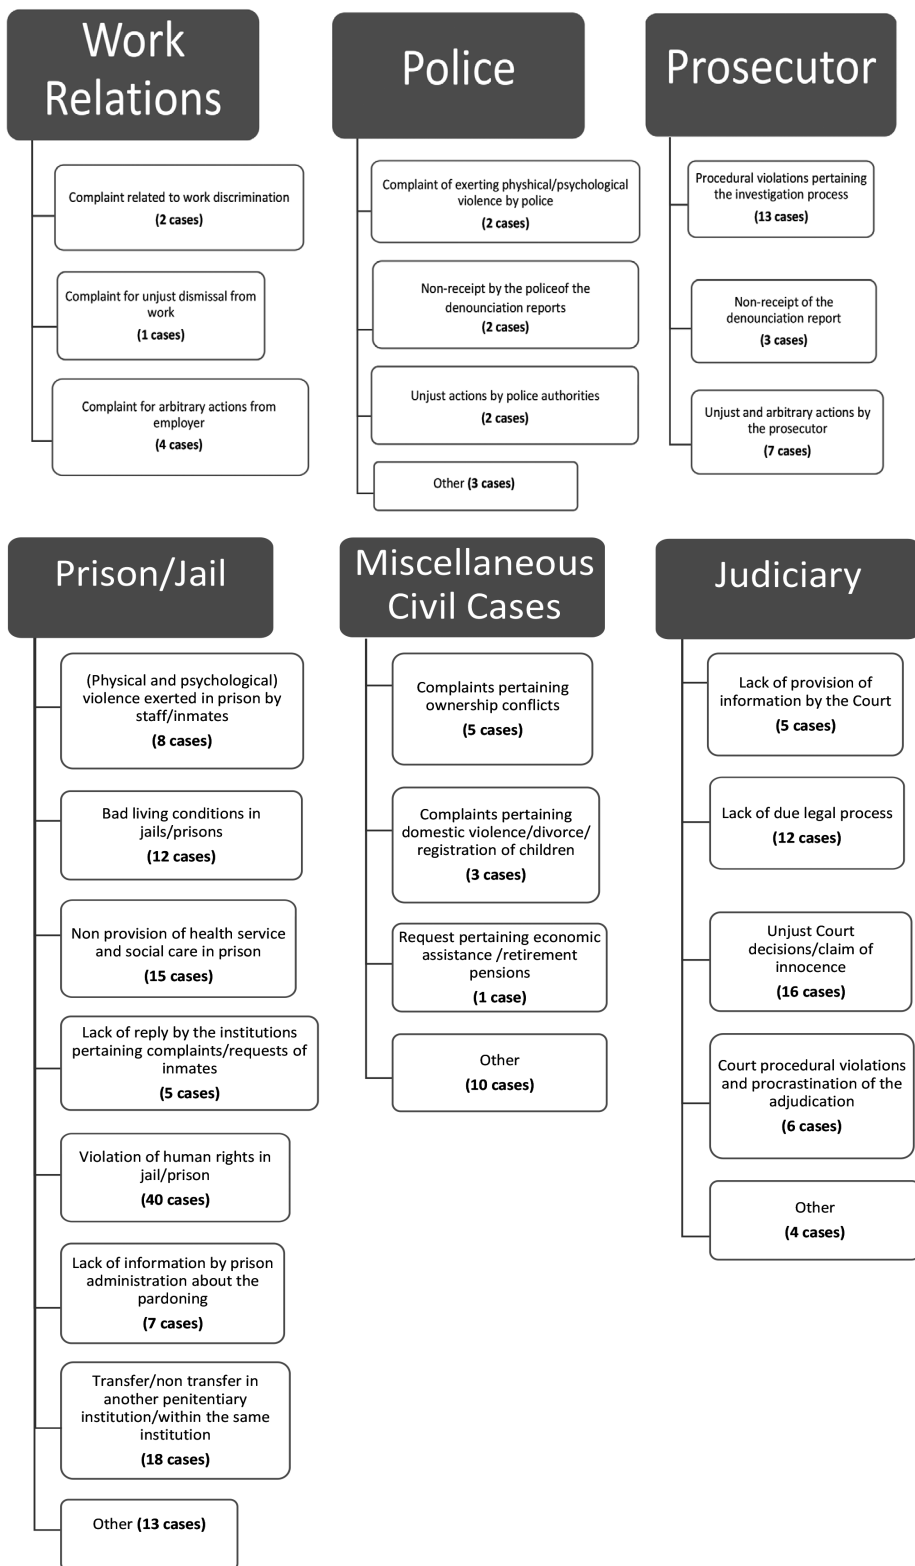 Work
Relations
Complaint related to work discrimination
(2 cases)
Complaint for unjust dismissal from
work
(1 cases)
Complaint for arbitrary actions from
employer
(4 cases)
Police
Complaint of exerting phyhical/psychological
violence by police
(2 cases)
Non-receipt by the policeof the
denounciation reports
(2 cases)
Unjust actions by police authorities
(2 cases)
Other (3 cases)
Prosecutor
Procedural violations pertaining
the investigation process
(13 cases)
Non-receipt of the
denounciation report
(3 cases)
Unjust and arbitrary actions by
the prosecutor
(7 cases)
Prison/Jail
(Physical and psychological)
violence exerted in prison by
staff/inmates
(8 cases)
Bad living conditions in
jails/prisons
(12 cases)
Non provision of health service
and social care in prison
(15 cases)
Lack of reply by the institutions
pertaining complaints/requests of
inmates
(5 cases)
Violation of human rights in
jail/prison
(40 cases)
Lack of information by prison
administration about the
pardoning
(7 cases)
Transfer/non transfer in
another penitentiary
institution/within the same
institution
(18 cases)
Other (13 cases)
Miscellaneous
Civil Cases
Complaints pertaining
ownership conflicts
(5 cases)
Complaints pertaining
domestic violence/divorce/
registration of children
(3 cases)
Request pertaining economic
assistance /retirement
pensions
(1 case)
Other
(10 cases)
Judiciary
Lack of provision of
information by the Court
(5 cases)
Lack of due legal process
(12 cases)
Unjust Court
decisions/claim of
innocence
(16 cases)
Court procedural violations
and procrastination of the
adjudication
(6 cases)
Other
(4 cases)